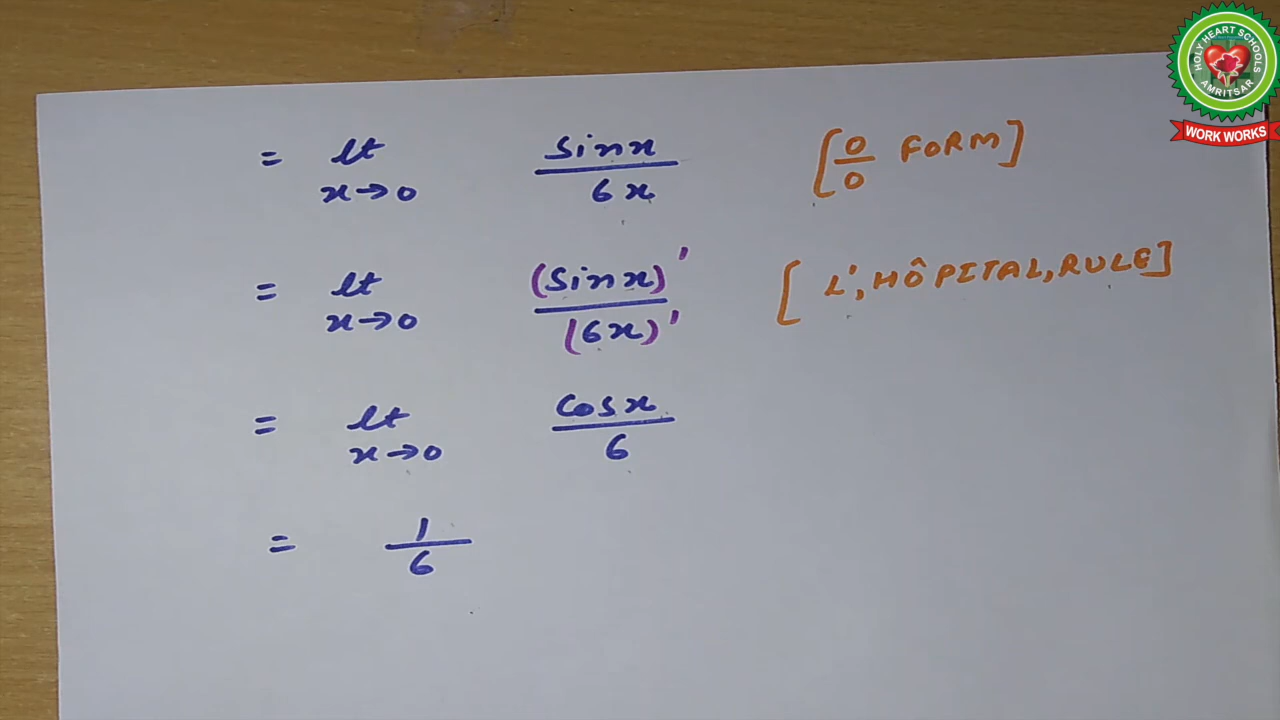 = lt x→0 sinx/6x [0/0 FORM]
= lt x→0 (sinx)'/(6x)' [L', HÔPITAL, RULE]
= lt x→0 cosx/6
= 1/6
HOLY HEART SCHOOLS
AMRITSAR
WORK WORKS